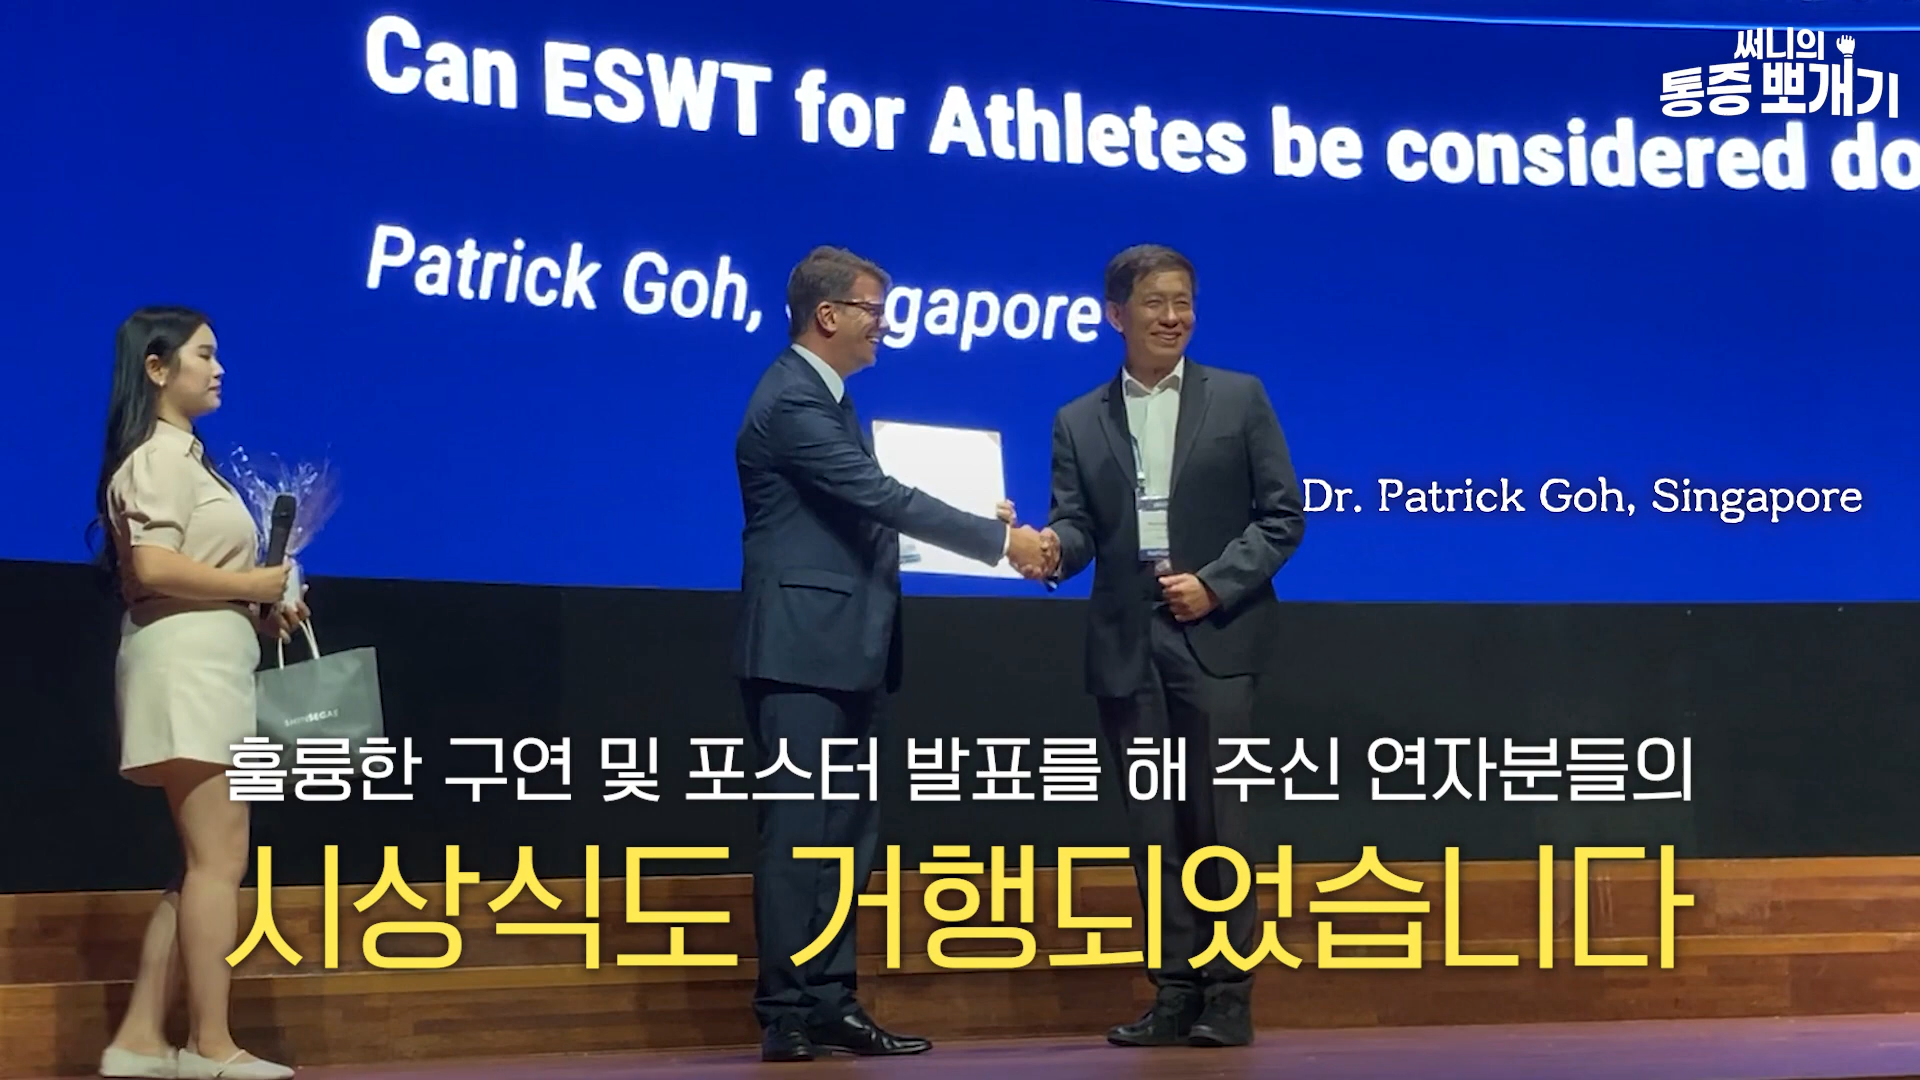 Can ESWT for Athletes be considered do
써니의
통증 뽀개기
Patrick Goh, gapore
Dr. Patrick Goh, Singapore
SHINSEGAE
훌륭한 구연 및 포스터 발표를 해 주신 연자분들의
시상식도 거행되었습니다